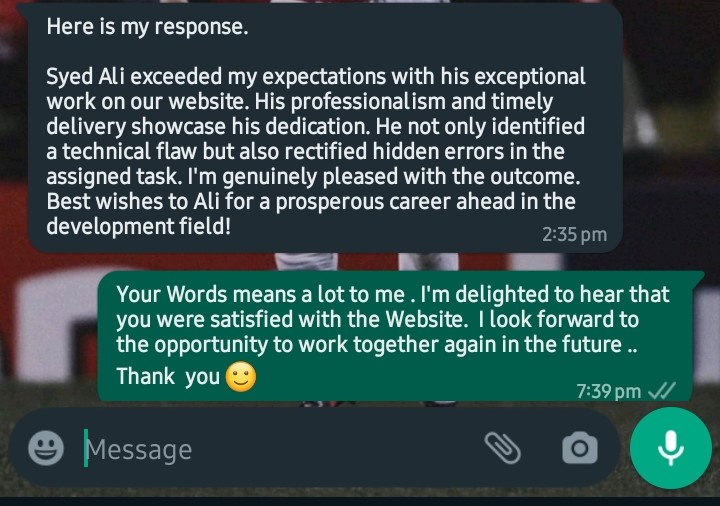 Here is my response.
Syed Ali exceeded my expectations with his exceptional
work on our website. His professionalism and timely
delivery showcase his dedication. He not only identified
a technical flaw but also rectified hidden errors in the
assigned task. I'm genuinely pleased with the outcome.
Best wishes to Ali for a prosperous career ahead in the
development field!
2:35 pm
Your Words means a lot to me . I'm delighted to hear that
you were satisfied with the Website.  I look forward to
the opportunity to work together again in the future ..
Thank  you 🙂
7:39 pm
Message